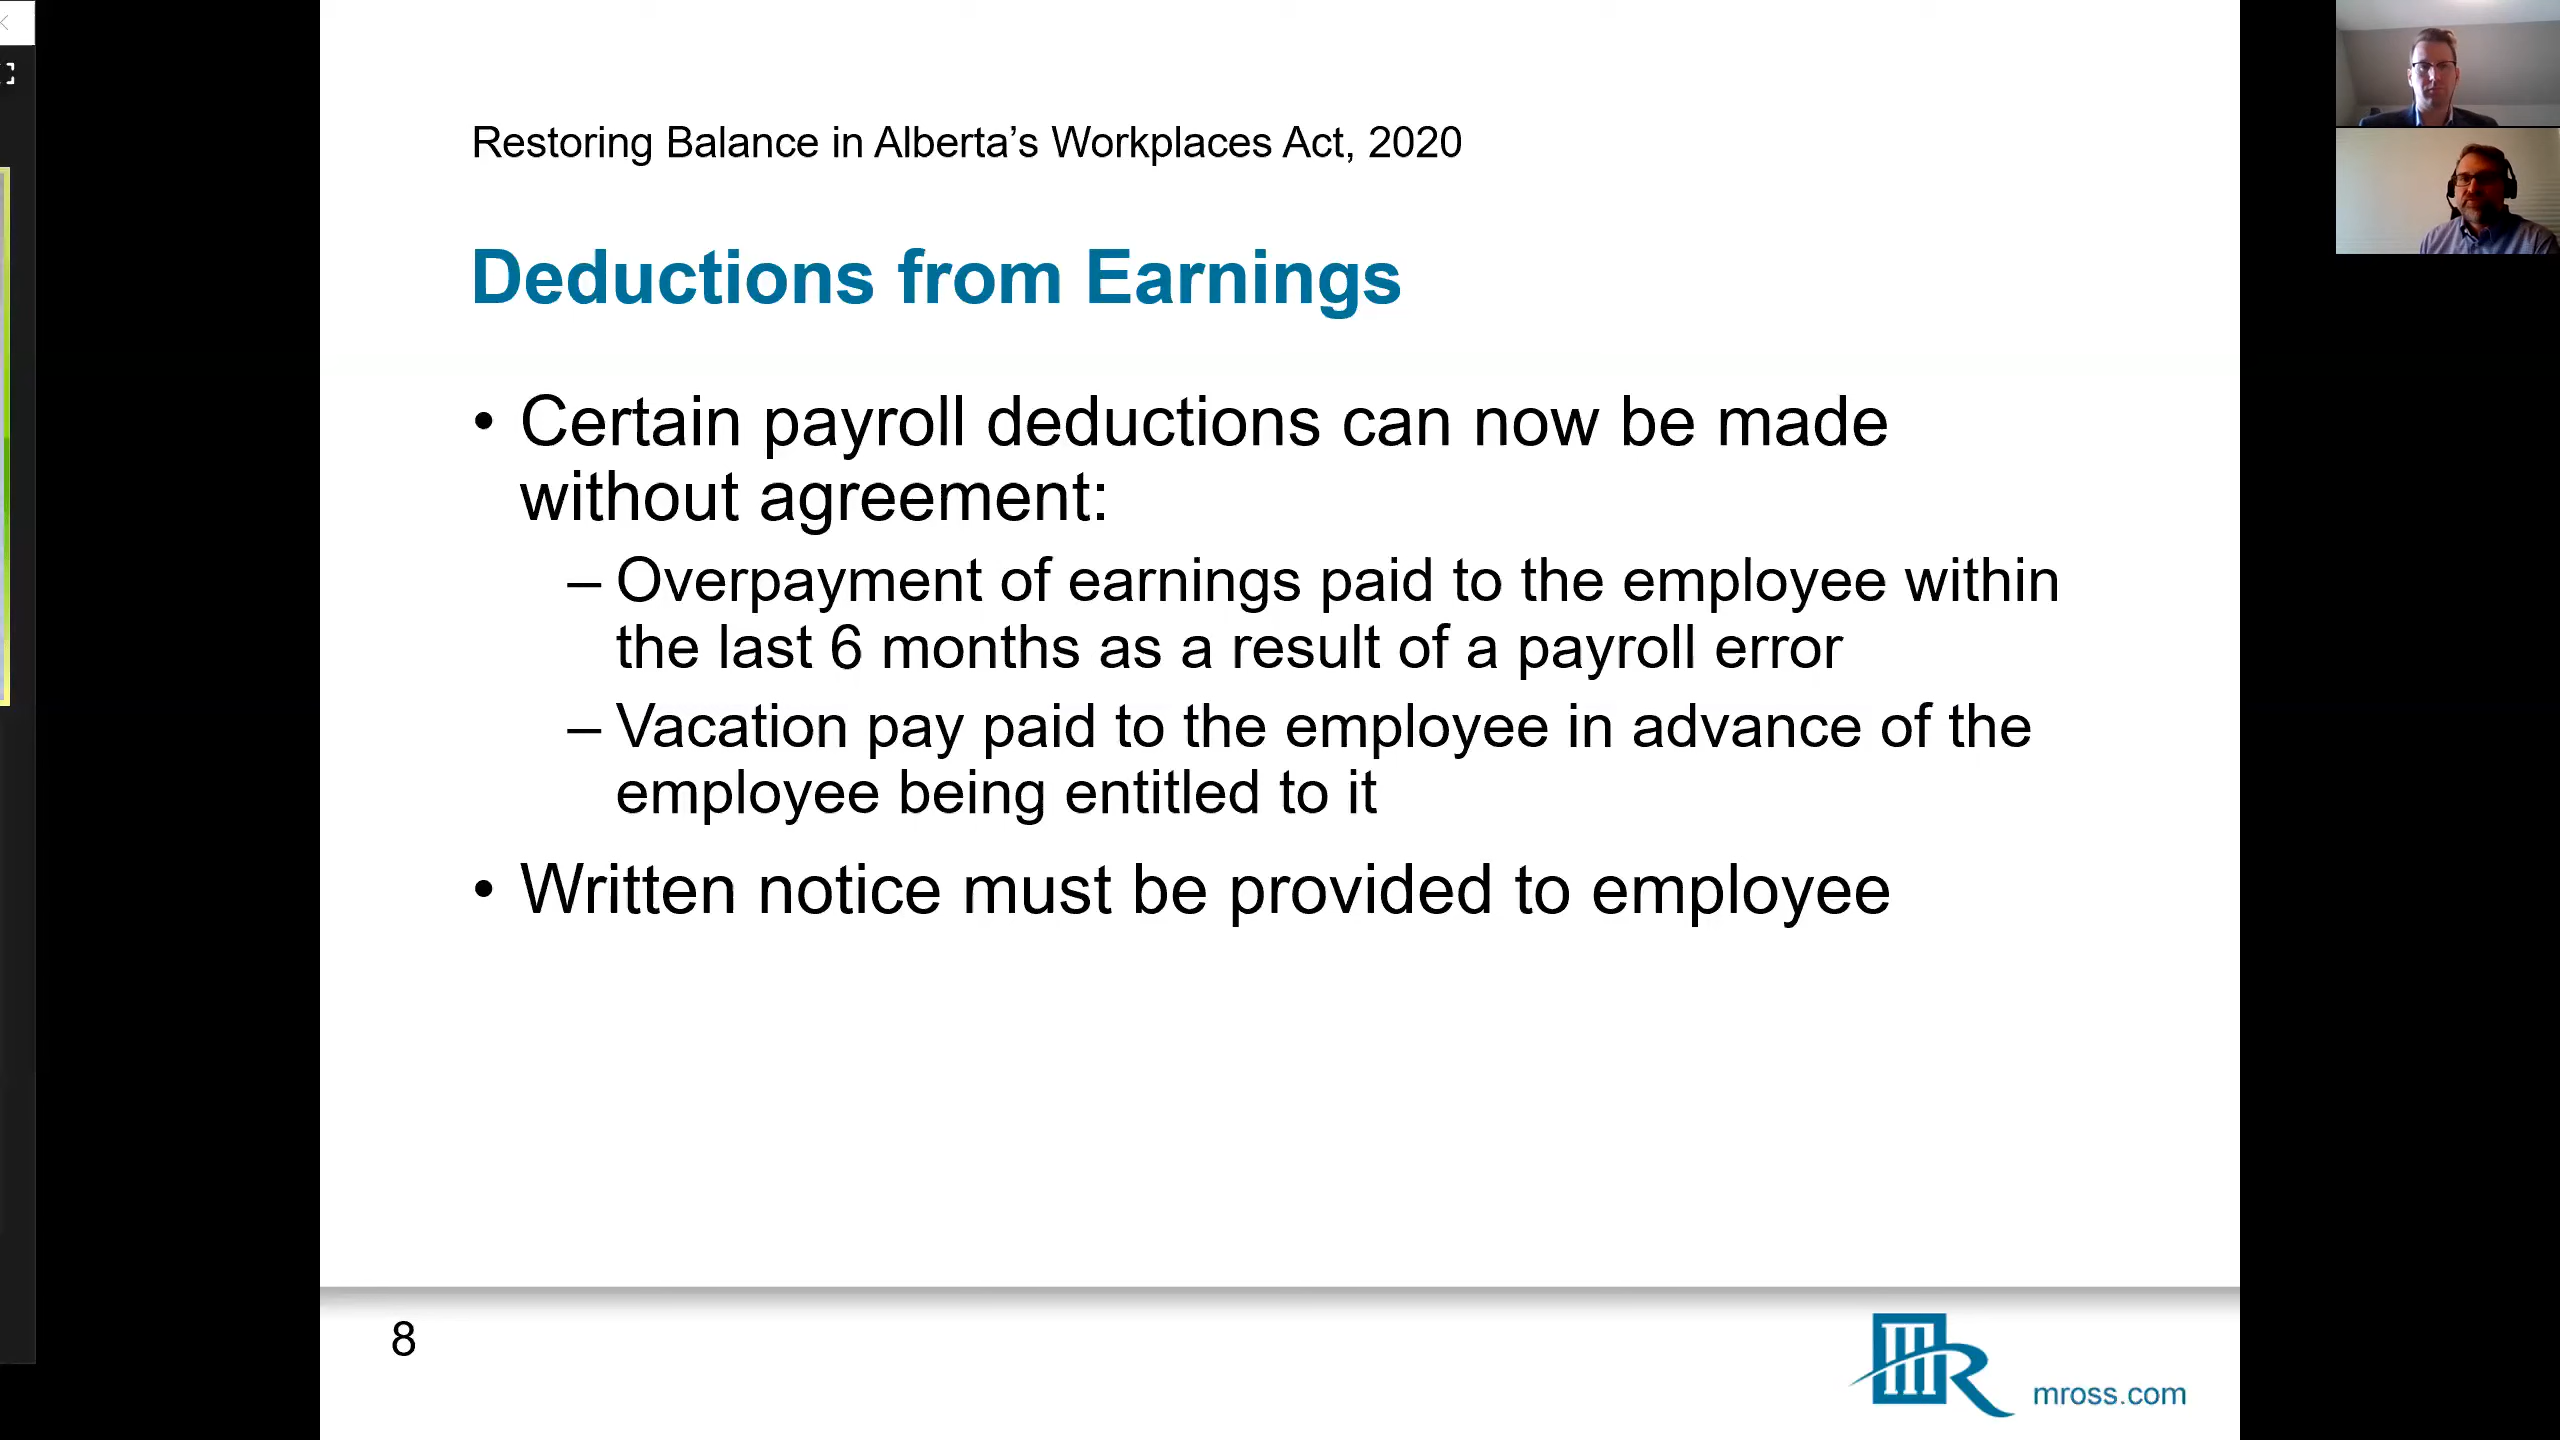 Restoring Balance in Alberta’s Workplaces Act, 2020
Deductions from Earnings
• Certain payroll deductions can now be made
without agreement:
– Overpayment of earnings paid to the employee within
the last 6 months as a result of a payroll error
– Vacation pay paid to the employee in advance of the
employee being entitled to it
• Written notice must be provided to employee
8
mross.com